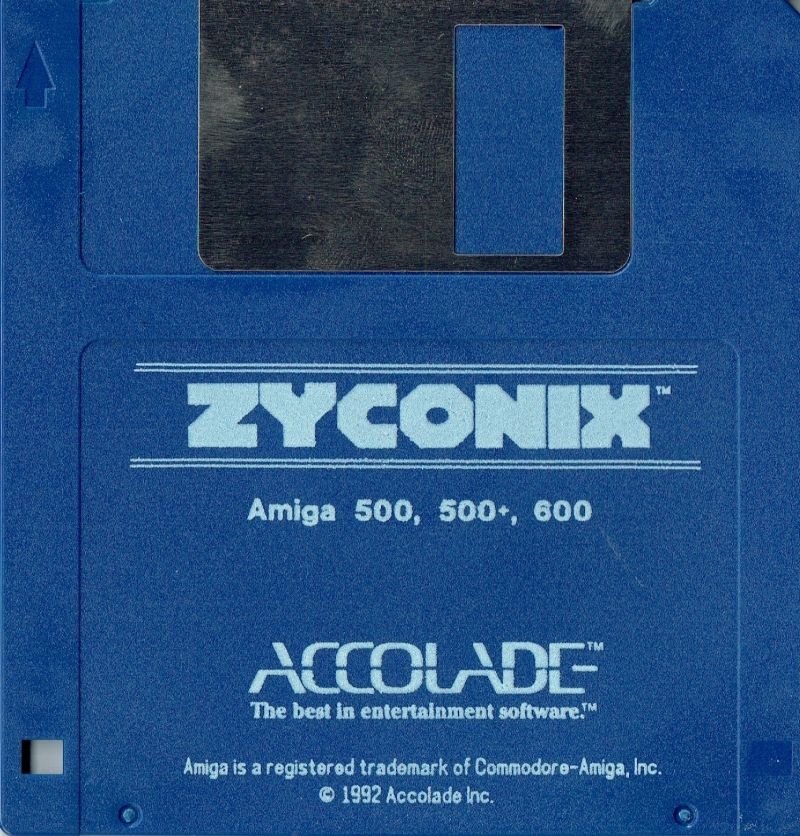 ZYCONIX™
Amiga 500, 500+, 600
ACCOLADE™
The best in entertainment software.™
Amiga is a registered trademark of Commodore-Amiga, Inc.
© 1992 Accolade Inc.